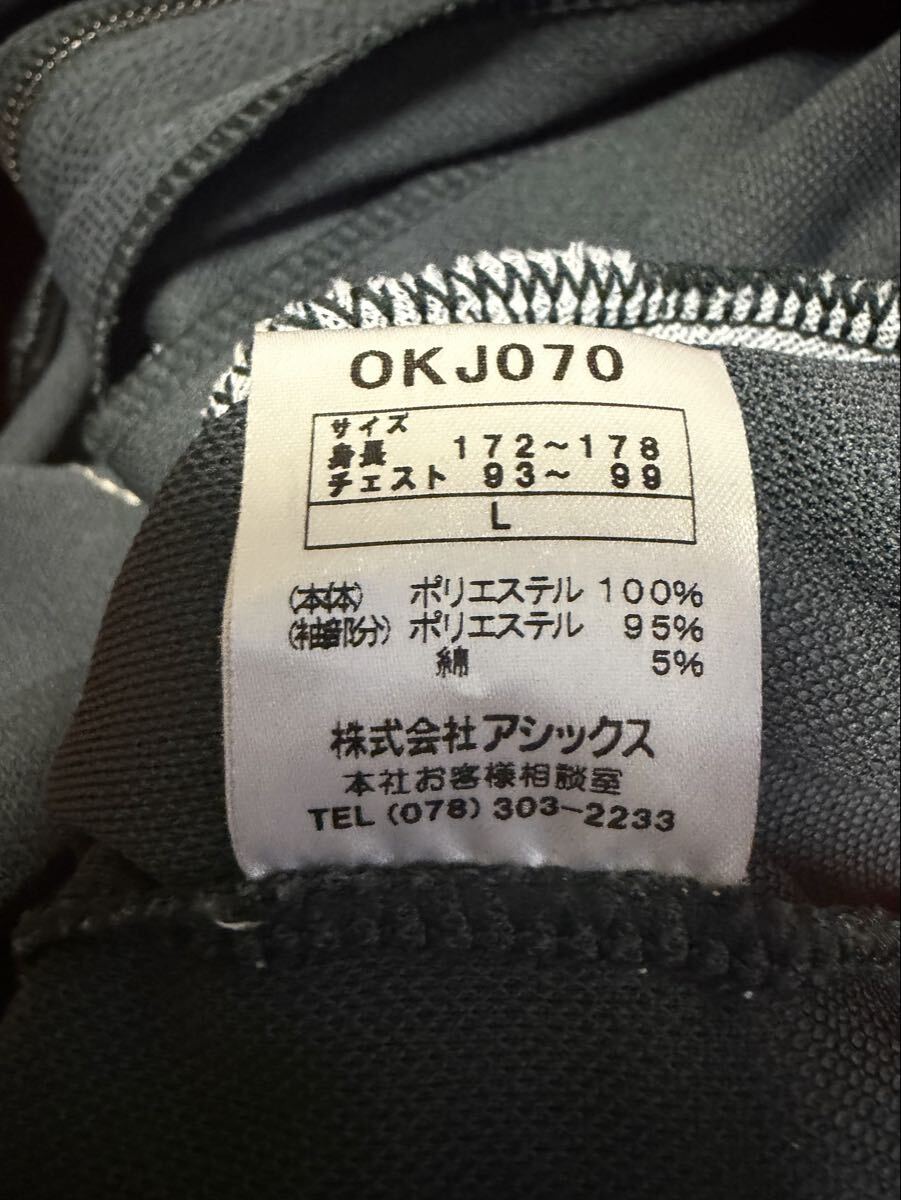 OKJ070
サイズ
身長 172〜178
チェスト 93〜 99
L
(本体) ポリエステル 100%
(袖部分) ポリエステル 95%
綿 5%
株式会社アシックス
本社お客様相談室
TEL (078) 303-2233